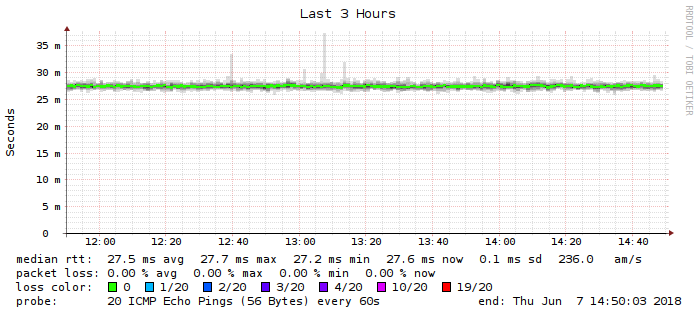 Last 3 Hours
RRDTOOL / TOBI OETIKER
Seconds
35 m
30 m
25 m
20 m
15 m
10 m
5 m
0
12:00 12:20 12:40 13:00 13:20 13:40 14:00 14:20 14:40
median rtt: 27.5 ms avg 27.7 ms max 27.2 ms min 27.6 ms now 0.1 ms sd 236.0 am/s
packet loss: 0.00 % avg 0.00 % max 0.00 % min 0.00 % now
loss color: 0 1/20 2/20 3/20 4/20 10/20 19/20
probe: 20 ICMP Echo Pings (56 Bytes) every 60s end: Thu Jun 7 14:50:03 2018